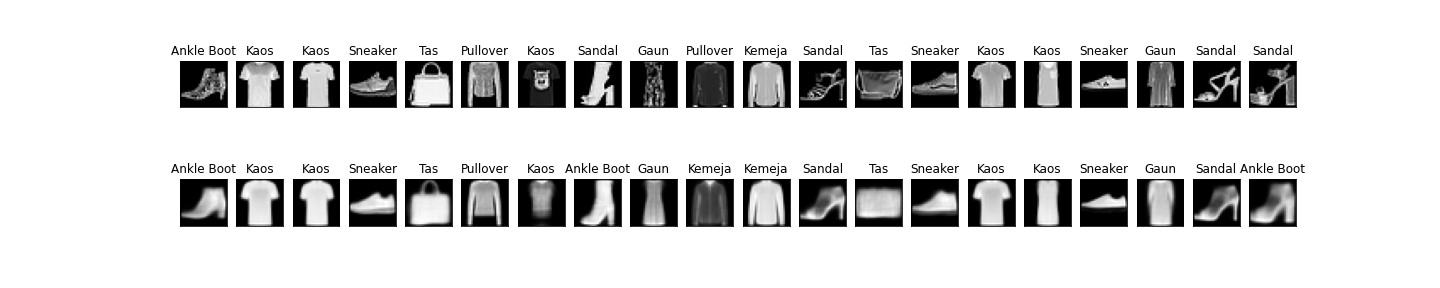 Ankle Boot Kaos Kaos Sneaker Tas Pullover Kaos Sandal Gaun Pullover Kemeja Sandal Tas Sneaker Kaos Kaos Sneaker Gaun Sandal Sandal
Ankle Boot Kaos Kaos Sneaker Tas Pullover Kaos Ankle Boot Gaun Kemeja Kemeja Sandal Tas Sneaker Kaos Kaos Sneaker Gaun Sandal Ankle Boot